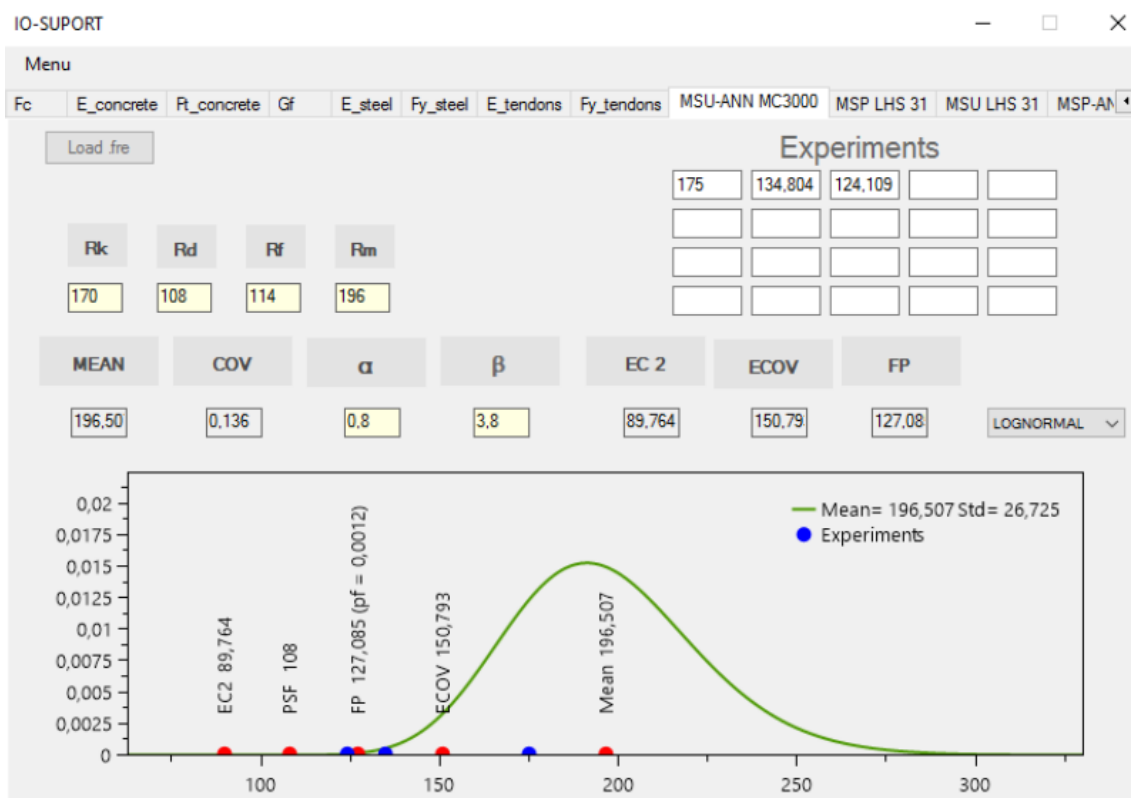 IO-SUPORT
Menu
Fc E_concrete Ft_concrete Gf E_steel Fy_steel E_tendons Fy_tendons MSU-ANN MC3000 MSP LHS 31 MSU LHS 31 MSP-AN
Load .fre
Experiments
175 134,804 124,109
Rk Rd Rf Rm
170 108 114 196
MEAN COV α β EC 2 ECOV FP
196,50 0,136 0,8 3,8 89,764 150,79 127,08 LOGNORMAL
Mean= 196,507 Std= 26,725
Experiments
0,02
0,0175
0,015
0,0125
0,01
0,0075
0,005
0,0025
0
EC2 89,764
PSF 108
FP 127,085 (pf = 0,0012)
ECOV 150,793
Mean 196,507
100 150 200 250 300